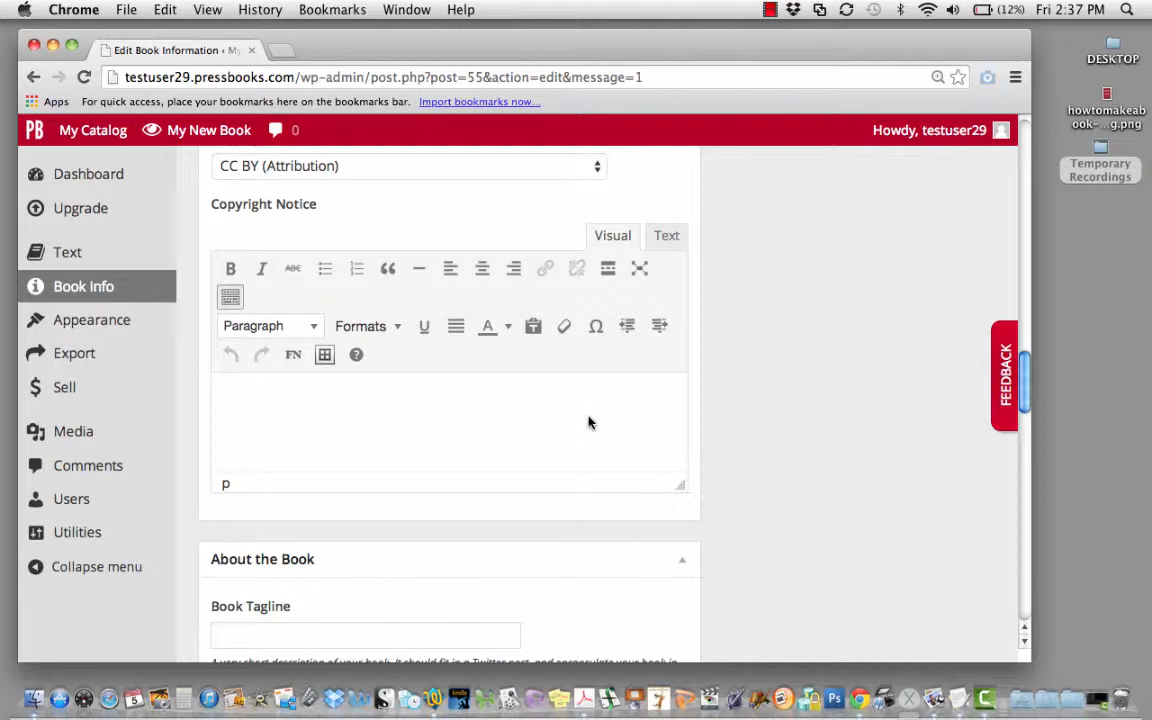 Chrome File Edit View History Bookmarks Window Help (12%) Fri 2:37 PM
Edit Book Information ‹ My
testuser29.pressbooks.com/wp-admin/post.php?post=55&action=edit&message=1
Apps For quick access, place your bookmarks here on the bookmarks bar. Import bookmarks now...
PB My Catalog My New Book 0 Howdy, testuser29
DESKTOP
howtomakeab
ook-...g.png
Temporary
Recordings
Dashboard
Upgrade
Text
Book Info
Appearance
Export
Sell
Media
Comments
Users
Utilities
Collapse menu
CC BY (Attribution)
Copyright Notice
Visual Text
B I ABC
Paragraph Formats U A Ω
FN
p
About the Book
Book Tagline
A very short description of your book. It should fit in a Twitter post, and encapsulate your book in
FEEDBACK